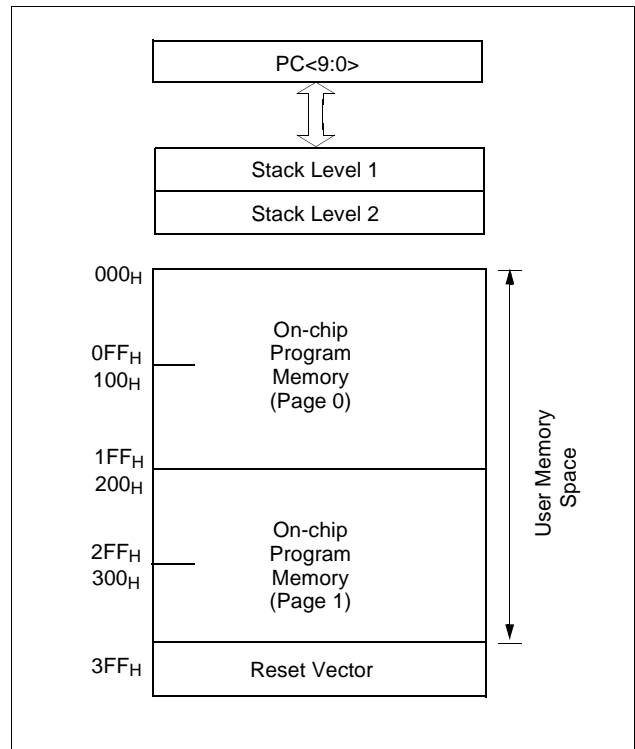 PC<9:0>
Stack Level 1
Stack Level 2
000H
On-chip
Program
Memory
(Page 0)
0FFH
100H
1FFH
200H
On-chip
Program
Memory
(Page 1)
2FFH
300H
User Memory
Space
3FFH
Reset Vector